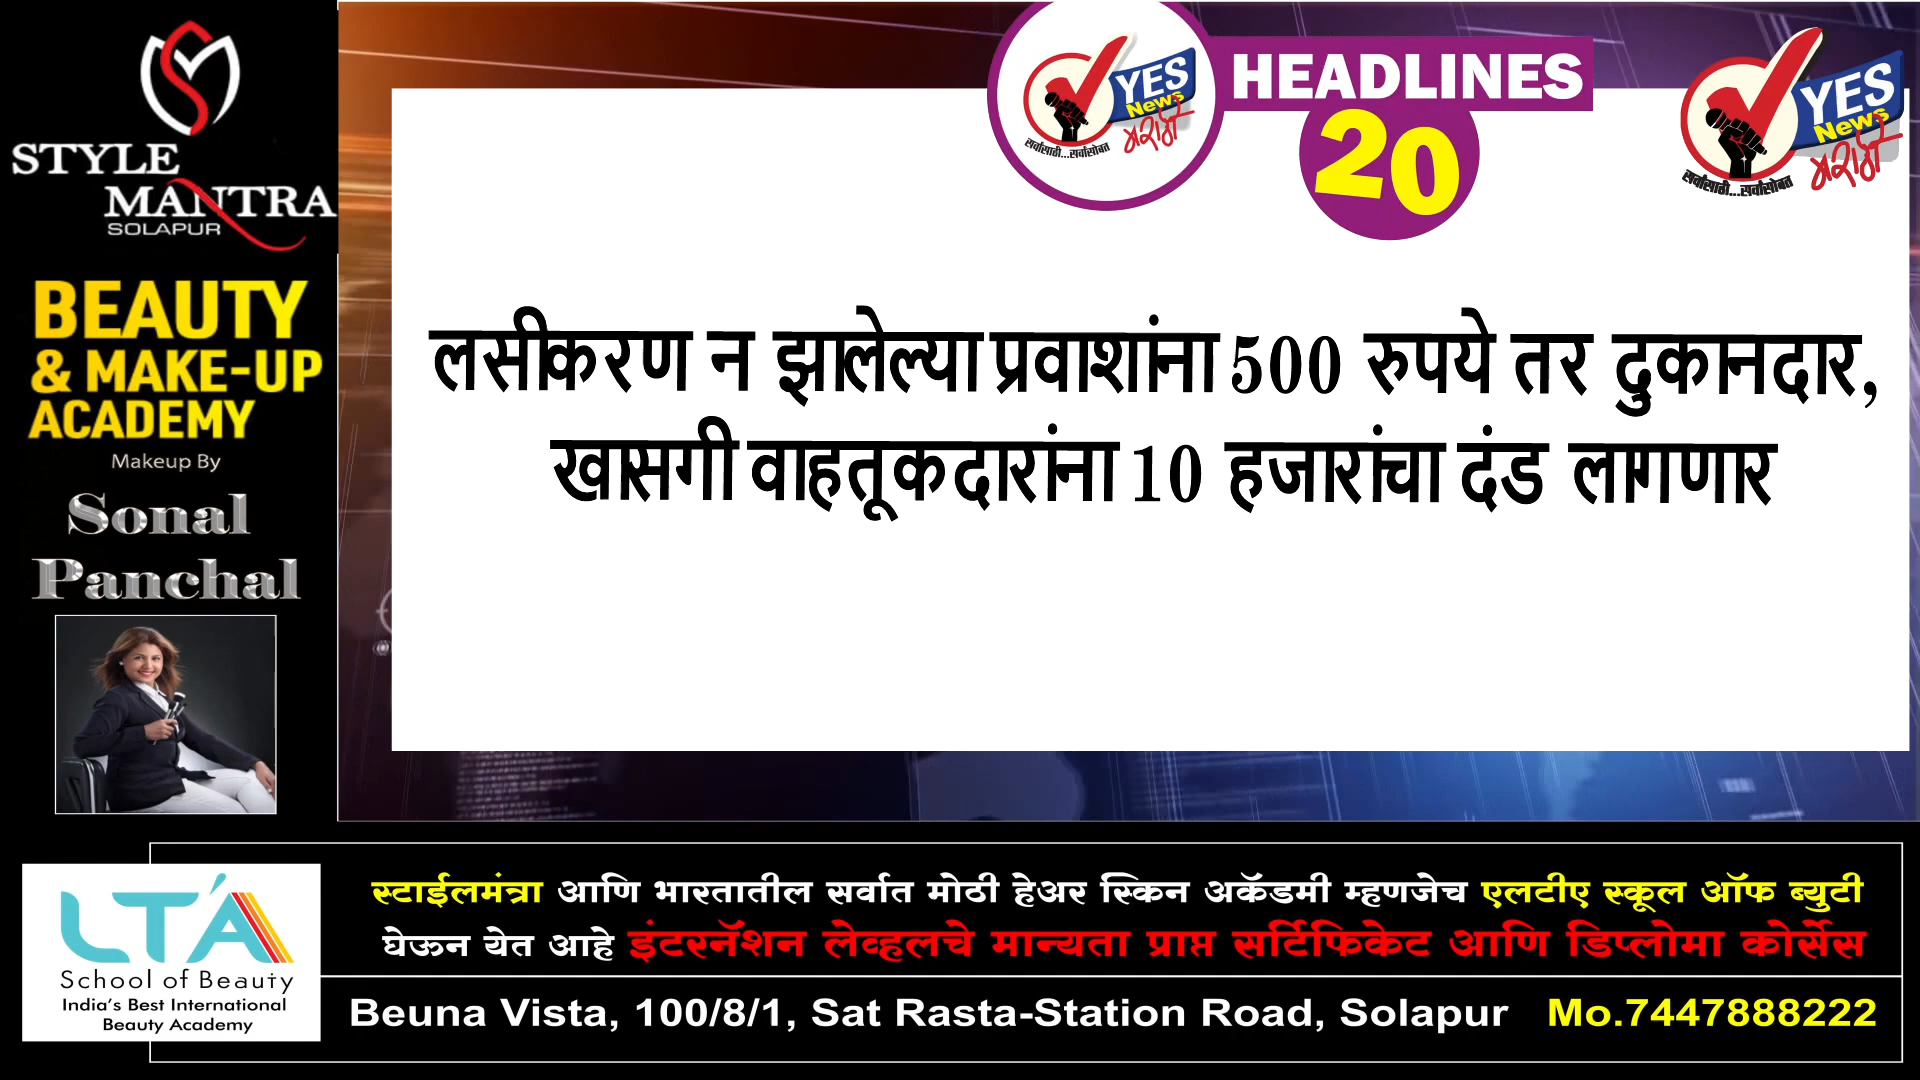 STYLE
MANTRA
SOLAPUR
BEAUTY
& MAKE-UP
ACADEMY
Makeup By
Sonal
Panchal
YES
News
मराठी
सर्वांसाठी...सर्वांसोबत
HEADLINES
20
YES
News
मराठी
सर्वांसाठी...सर्वांसोबत
लसीकरण न झालेल्या प्रवाशांना 500 रुपये तर दुकानदार,
खासगी वाहतूकदारांना 10 हजारांचा दंड लागणार
LTA
School of Beauty
India's Best International
Beauty Academy
स्टाईलमंत्रा आणि भारतातील सर्वात मोठी हेअर स्किन अकॅडमी म्हणजेच एलटीए स्कूल ऑफ ब्युटी
घेऊन येत आहे इंटरनॅशन लेव्हलचे मान्यता प्राप्त सर्टिफिकेट आणि डिप्लोमा कोर्सेस
Beuna Vista, 100/8/1, Sat Rasta-Station Road, Solapur Mo.7447888222